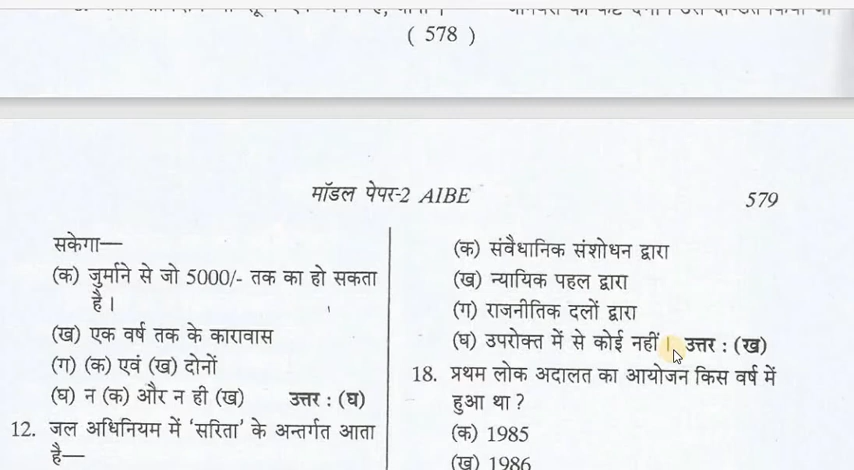 ( 578 )
मॉडल पेपर-2 AIBE
579
सकेगा—
(क) जुर्माने से जो 5000/- तक का हो सकता
है।
(ख) एक वर्ष तक के कारावास
(ग) (क) एवं (ख) दोनों
(घ) न (क) और न ही (ख) उत्तर : (घ)
12. जल अधिनियम में ‘सरिता’ के अन्तर्गत आता
है—
(क) संवैधानिक संशोधन द्वारा
(ख) न्यायिक पहल द्वारा
(ग) राजनीतिक दलों द्वारा
(घ) उपरोक्त में से कोई नहीं। उत्तर : (ख)
18. प्रथम लोक अदालत का आयोजन किस वर्ष में
हुआ था ?
(क) 1985
(ख) 1986